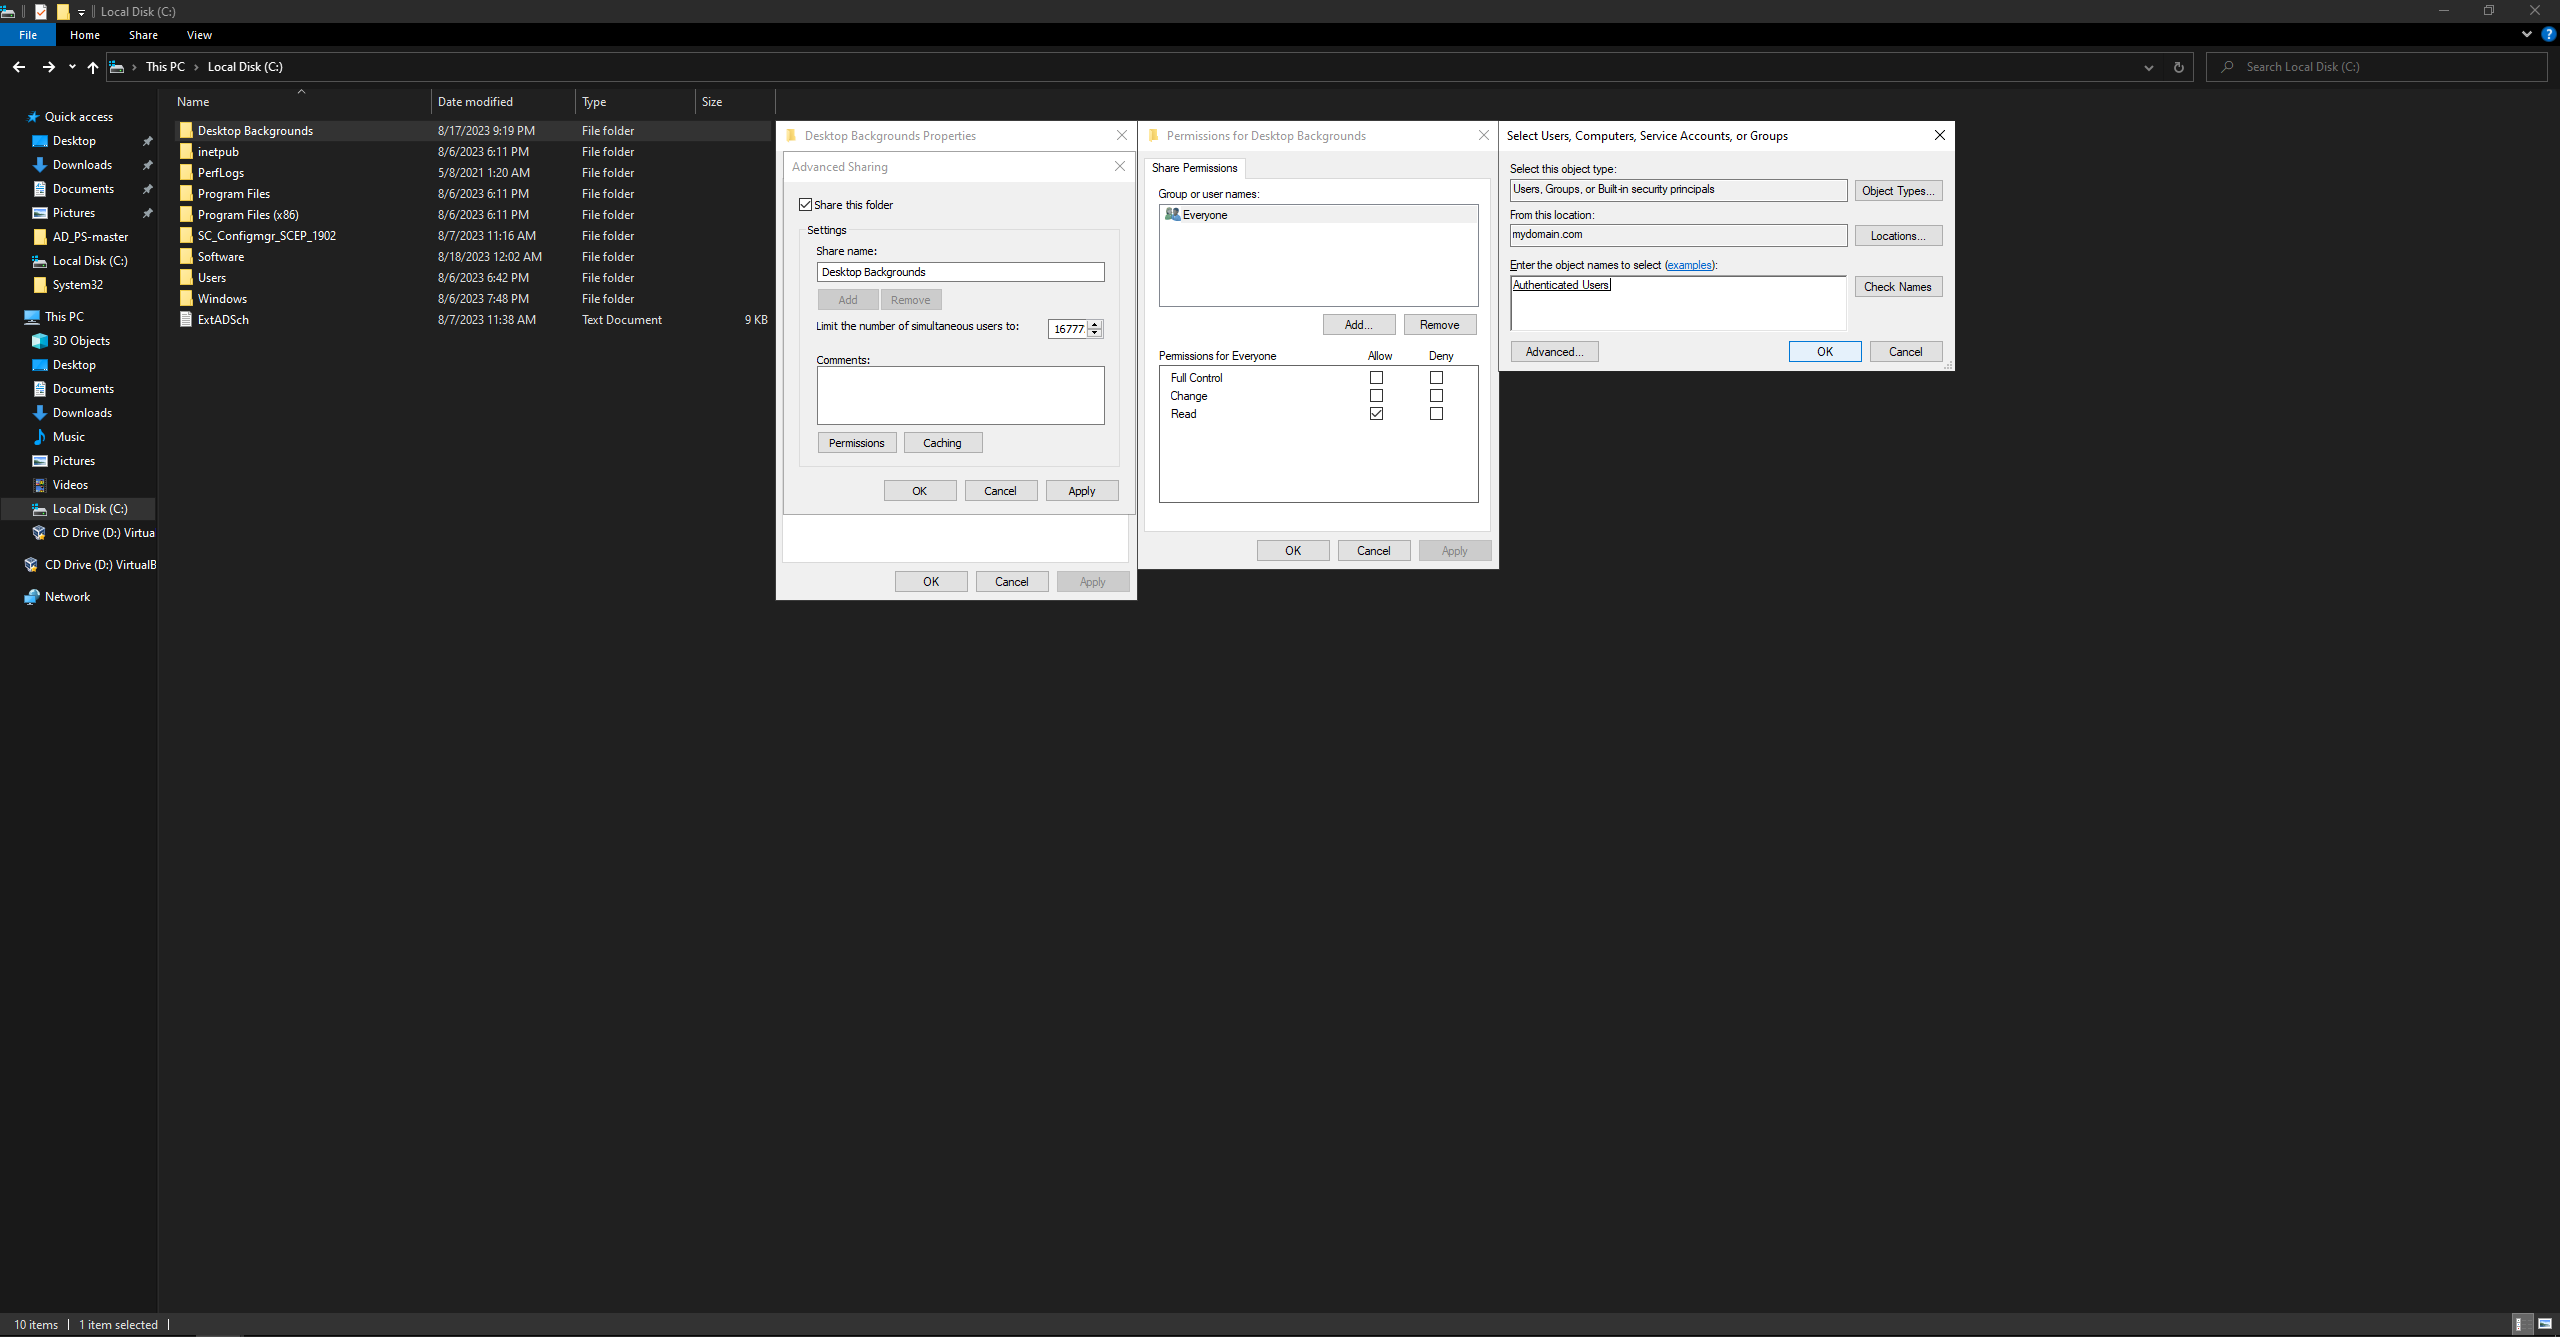 Local Disk (C:)
File Home Share View
This PC Local Disk (C:)
Search Local Disk (C:)
Quick access
Desktop
Downloads
Documents
Pictures
AD_PS-master
Local Disk (C:)
System32
This PC
3D Objects
Desktop
Documents
Downloads
Music
Pictures
Videos
Local Disk (C:)
CD Drive (D:) Virtua
CD Drive (D:) VirtualB
Network
Name Date modified Type Size
Desktop Backgrounds 8/17/2023 9:19 PM File folder
inetpub 8/6/2023 6:11 PM File folder
PerfLogs 5/8/2021 1:20 AM File folder
Program Files 8/6/2023 6:11 PM File folder
Program Files (x86) 8/6/2023 6:11 PM File folder
SC_Configmgr_SCEP_1902 8/7/2023 11:16 AM File folder
Software 8/18/2023 12:02 AM File folder
Users 8/6/2023 6:42 PM File folder
Windows 8/6/2023 7:48 PM File folder
ExtADSch 8/7/2023 11:38 AM Text Document 9 KB
Desktop Backgrounds Properties
Advanced Sharing
Share this folder
Settings
Share name:
Desktop Backgrounds
Add Remove
Limit the number of simultaneous users to: 16777
Comments:
Permissions Caching
OK Cancel Apply
OK Cancel Apply
Permissions for Desktop Backgrounds
Share Permissions
Group or user names:
Everyone
Add... Remove
Permissions for Everyone Allow Deny
Full Control
Change
Read
OK Cancel Apply
Select Users, Computers, Service Accounts, or Groups
Select this object type:
Users, Groups, or Built-in security principals Object Types...
From this location:
mydomain.com Locations...
Enter the object names to select (examples):
Authenticated Users Check Names
Advanced... OK Cancel
10 items 1 item selected